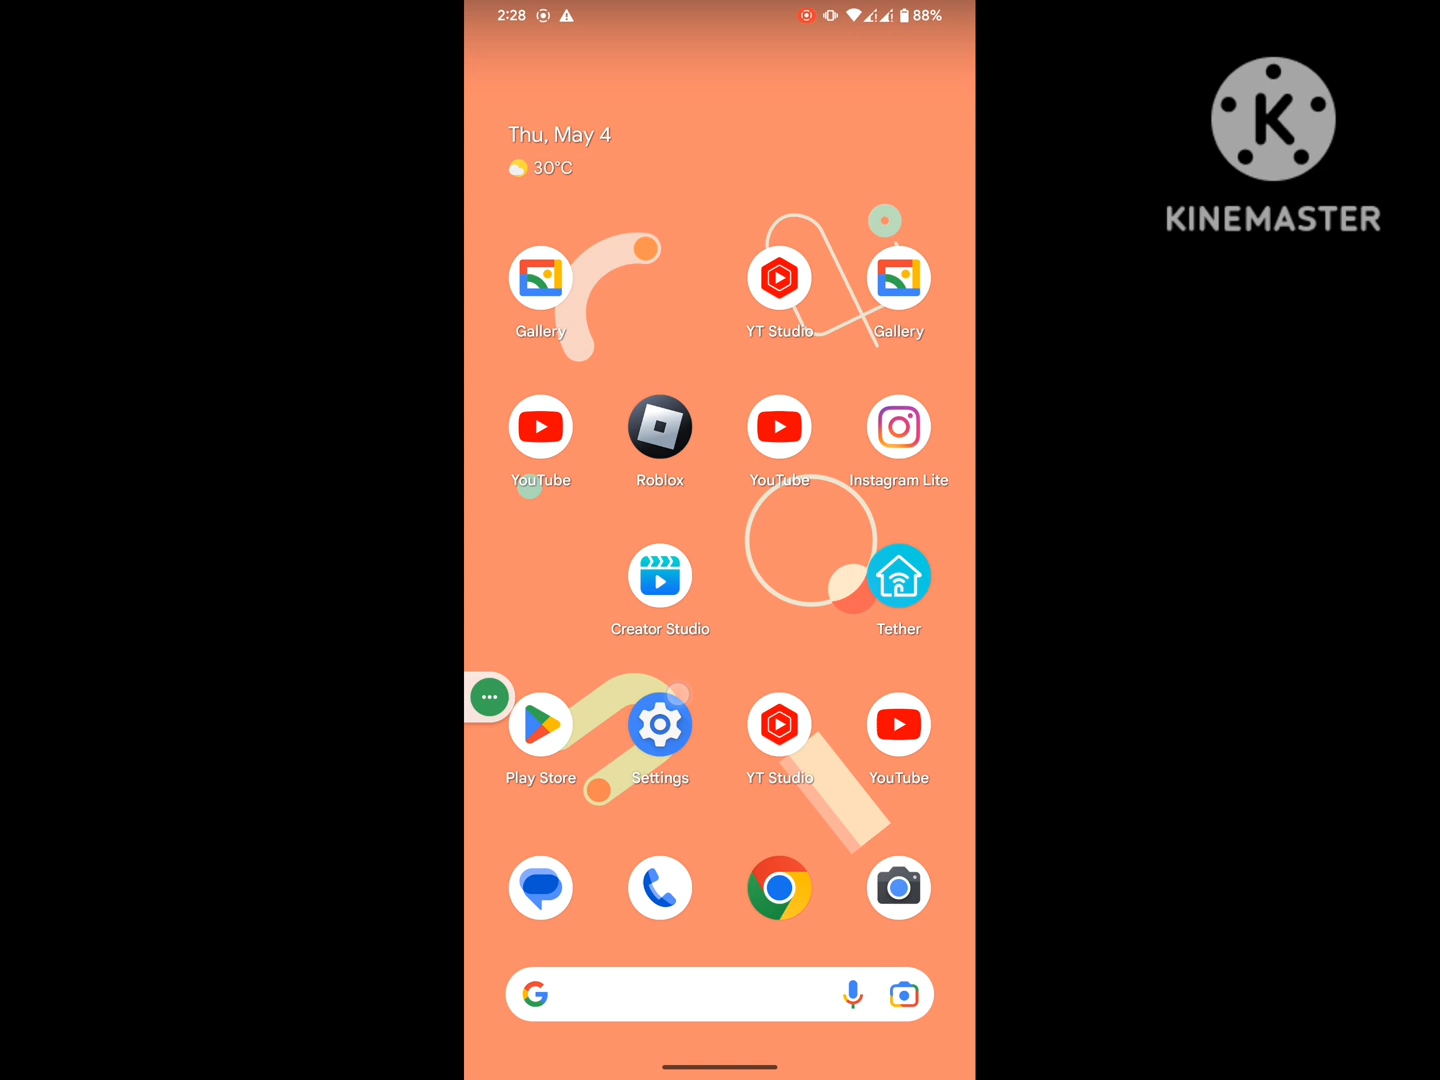 2:28
88%
KINEMASTER
Thu, May 4
30°C
Gallery
YT Studio
Gallery
YouTube
Roblox
YouTube
Instagram Lite
Creator Studio
Tether
Play Store
Settings
YT Studio
YouTube